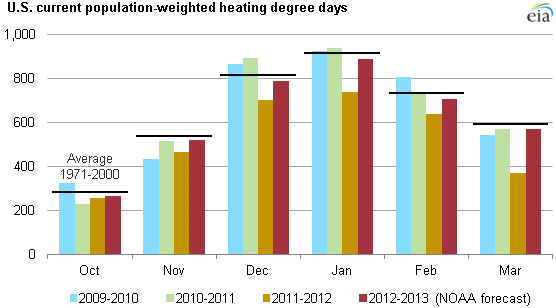 U.S. current population-weighted heating degree days
eia
1,000
800
600
400
200
0
Average
1971-2000
Oct Nov Dec Jan Feb Mar
2009-2010 2010-2011 2011-2012 2012-2013 (NOAA forecast)